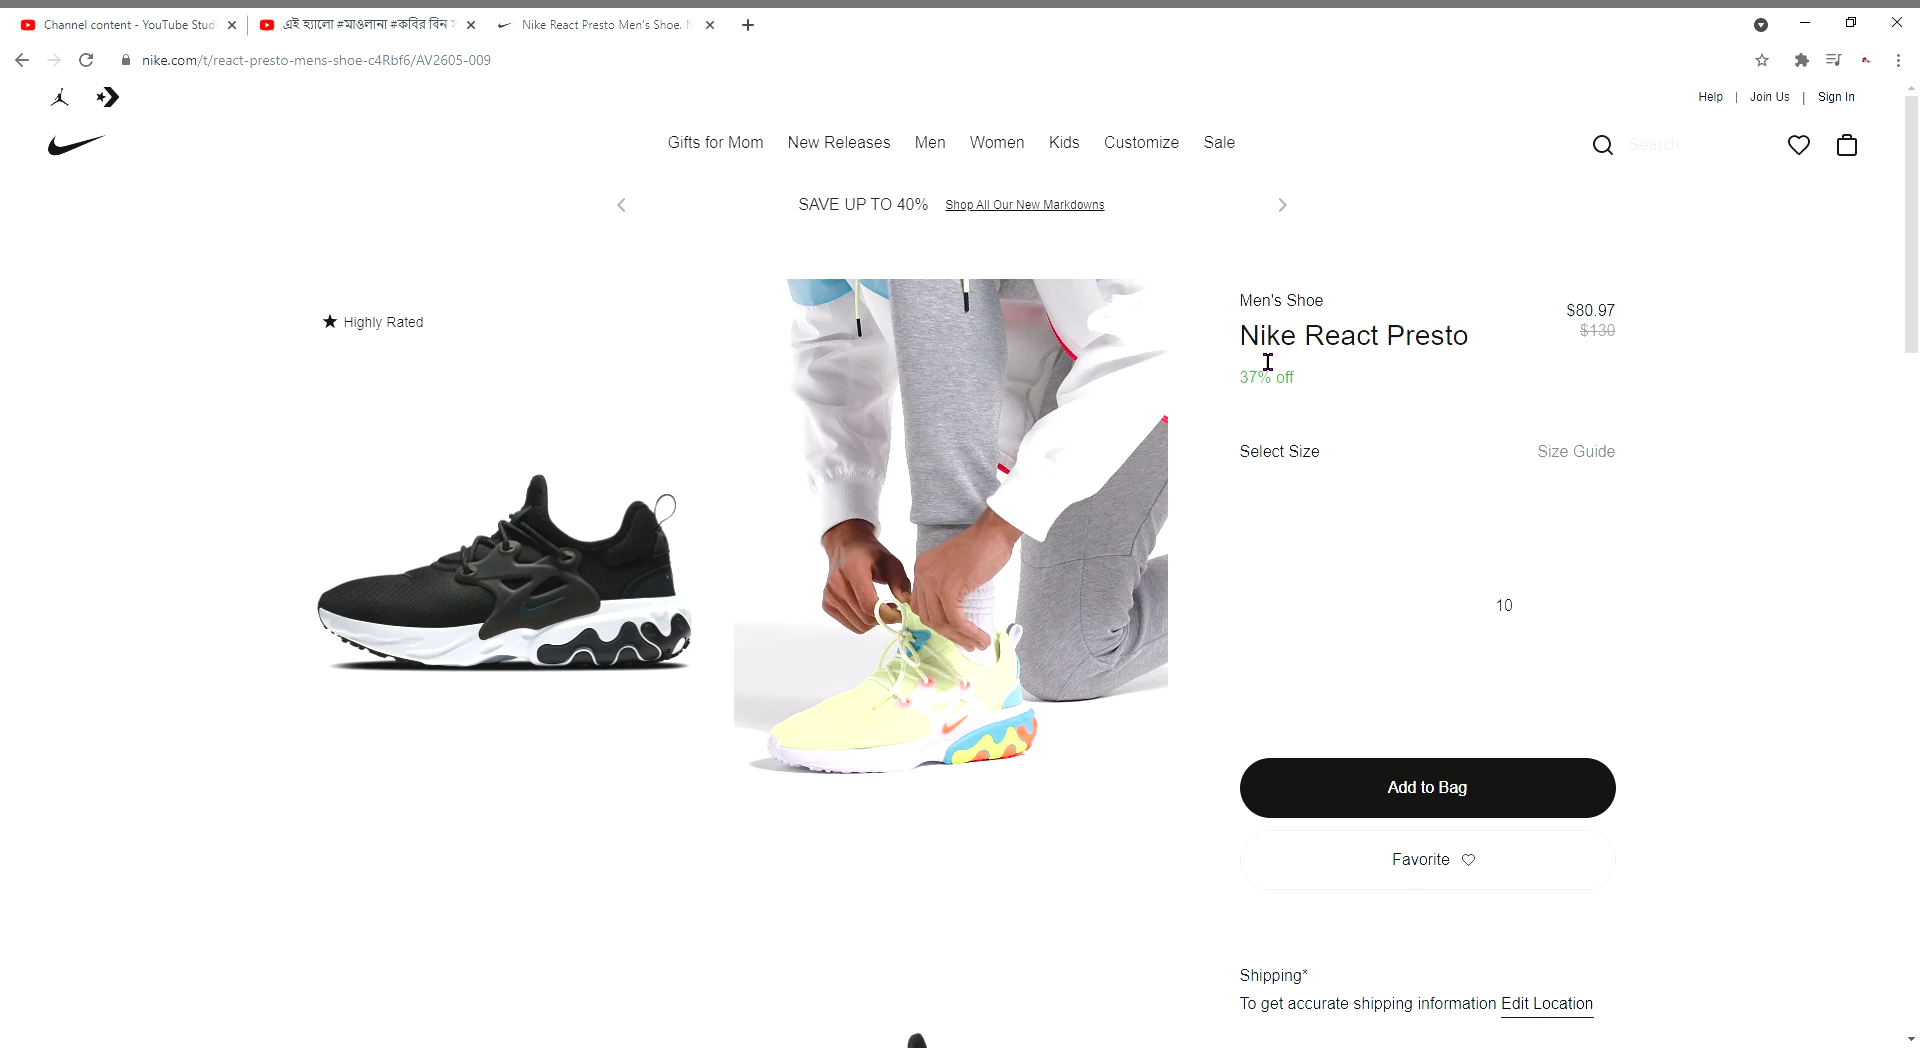 Channel content - YouTube Stud
এই হ্যালো #মাওলানা #কবির বিন
Nike React Presto Men's Shoe. N
nike.com/t/react-presto-mens-shoe-c4Rbf6/AV2605-009
Help | Join Us | Sign In
Gifts for Mom New Releases Men Women Kids Customize Sale
Search
SAVE UP TO 40% Shop All Our New Markdowns
Highly Rated
Men's Shoe
$80.97
Nike React Presto
$130
37% off
Select Size
Size Guide
10
Add to Bag
Favorite
Shipping*
To get accurate shipping information Edit Location